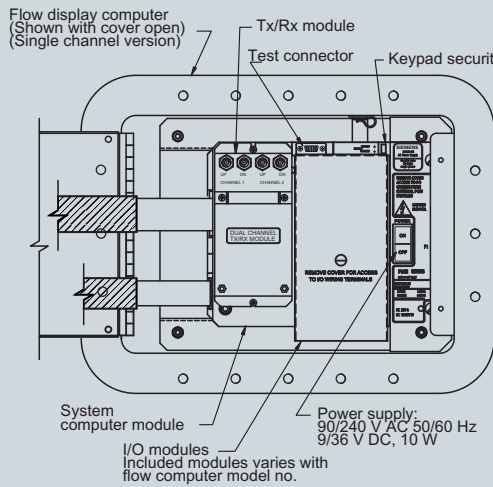 Flow display computer
(Shown with cover open)
(Single channel version)
Tx/Rx module
Test connector
Keypad securit
UP DN UP DN
CHANNEL 1 CHANNEL 2
DUAL CHANNEL
TX/RX MODULE
REMOVE COVER FOR ACCESS
TO I/O WIRING TERMINALS
SIEMENS
POWER
ON
OFF
System
computer module
I/O modules
Included modules varies with
flow computer model no.
Power supply:
90/240 V AC 50/60 Hz
9/36 V DC, 10 W